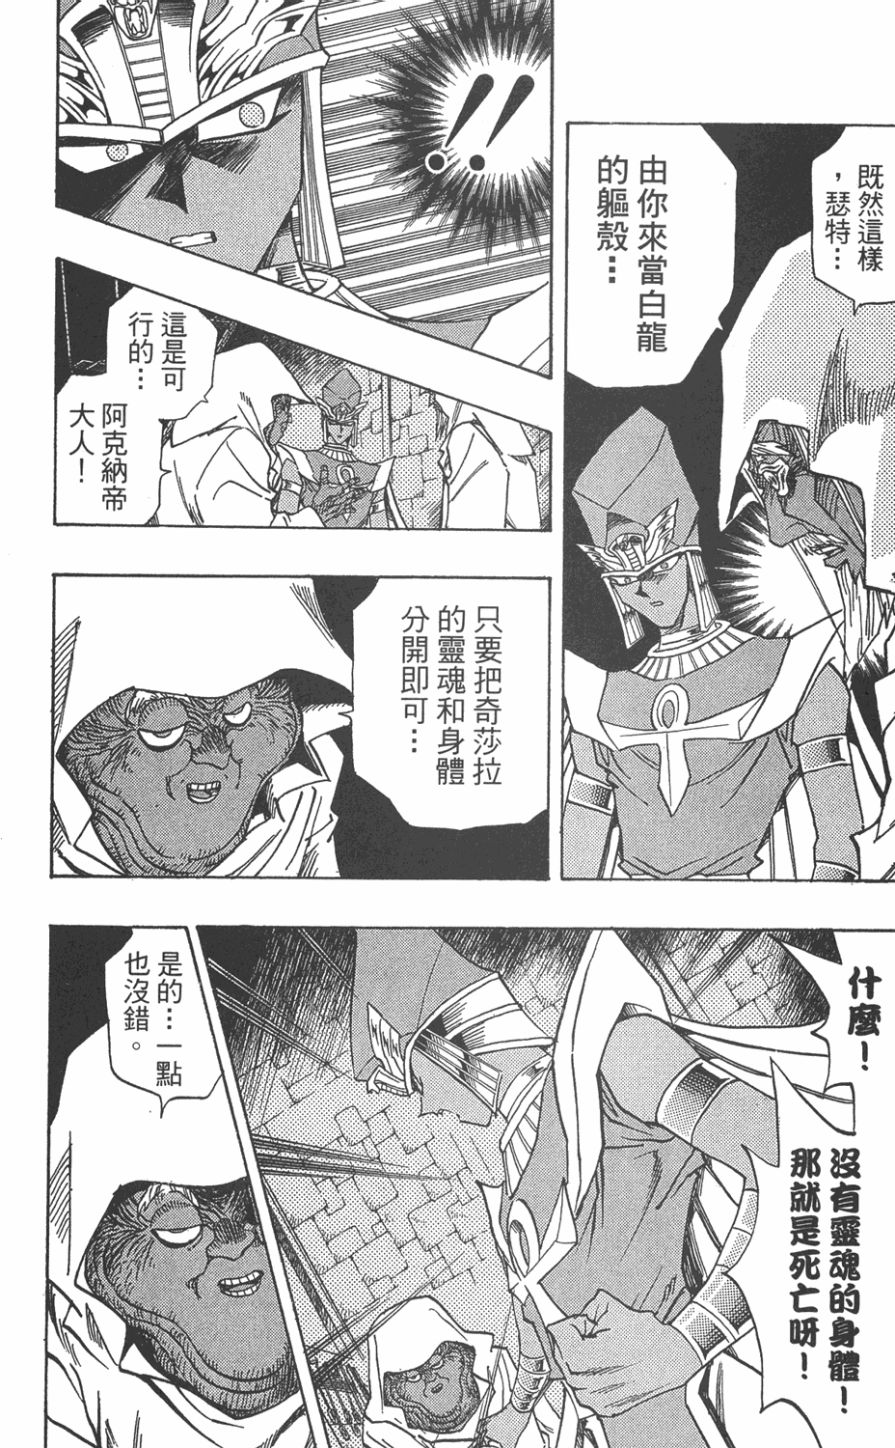 既然這樣
，瑟特…
由你來當白龍
的軀殼…
!!
這是可
行的…
阿克納帝
大人！
只要把奇莎拉
的靈魂和身體
分開即可…
什麼！
沒有靈魂的身體！
那就是死亡呀！
是的…一點
也沒錯。